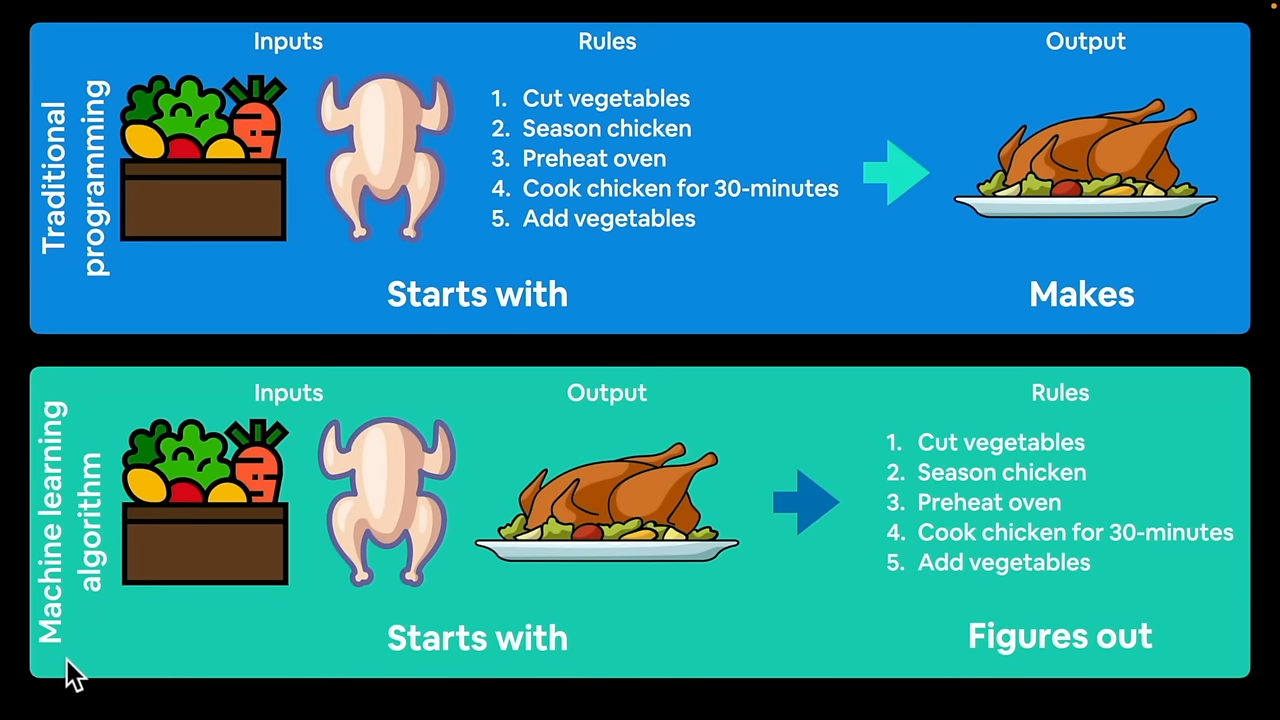 Traditional
programming
Inputs
Rules
Output
1. Cut vegetables
2. Season chicken
3. Preheat oven
4. Cook chicken for 30-minutes
5. Add vegetables
Starts with
Makes
Machine learning
algorithm
Inputs
Output
Rules
1. Cut vegetables
2. Season chicken
3. Preheat oven
4. Cook chicken for 30-minutes
5. Add vegetables
Starts with
Figures out